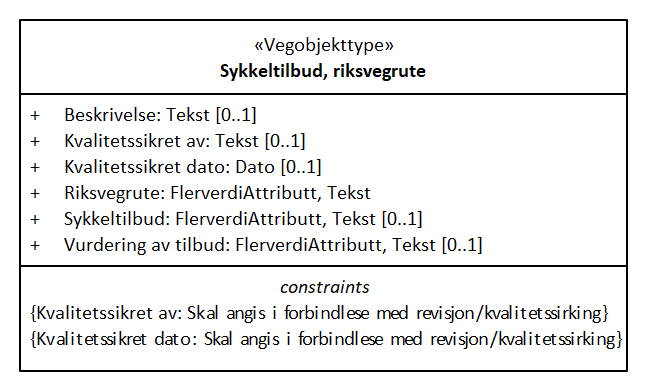 «Vegobjekttype»
Sykkeltilbud, riksvegrute
+ Beskrivelse: Tekst [0..1]
+ Kvalitetssikret av: Tekst [0..1]
+ Kvalitetssikret dato: Dato [0..1]
+ Riksvegrute: FlerverdiAttributt, Tekst
+ Sykkeltilbud: FlerverdiAttributt, Tekst [0..1]
+ Vurdering av tilbud: FlerverdiAttributt, Tekst [0..1]
constraints
{Kvalitetssikret av: Skal angis i forbindlese med revisjon/kvalitetssirking}
{Kvalitetssikret dato: Skal angis i forbindlese med revisjon/kvalitetssirking}